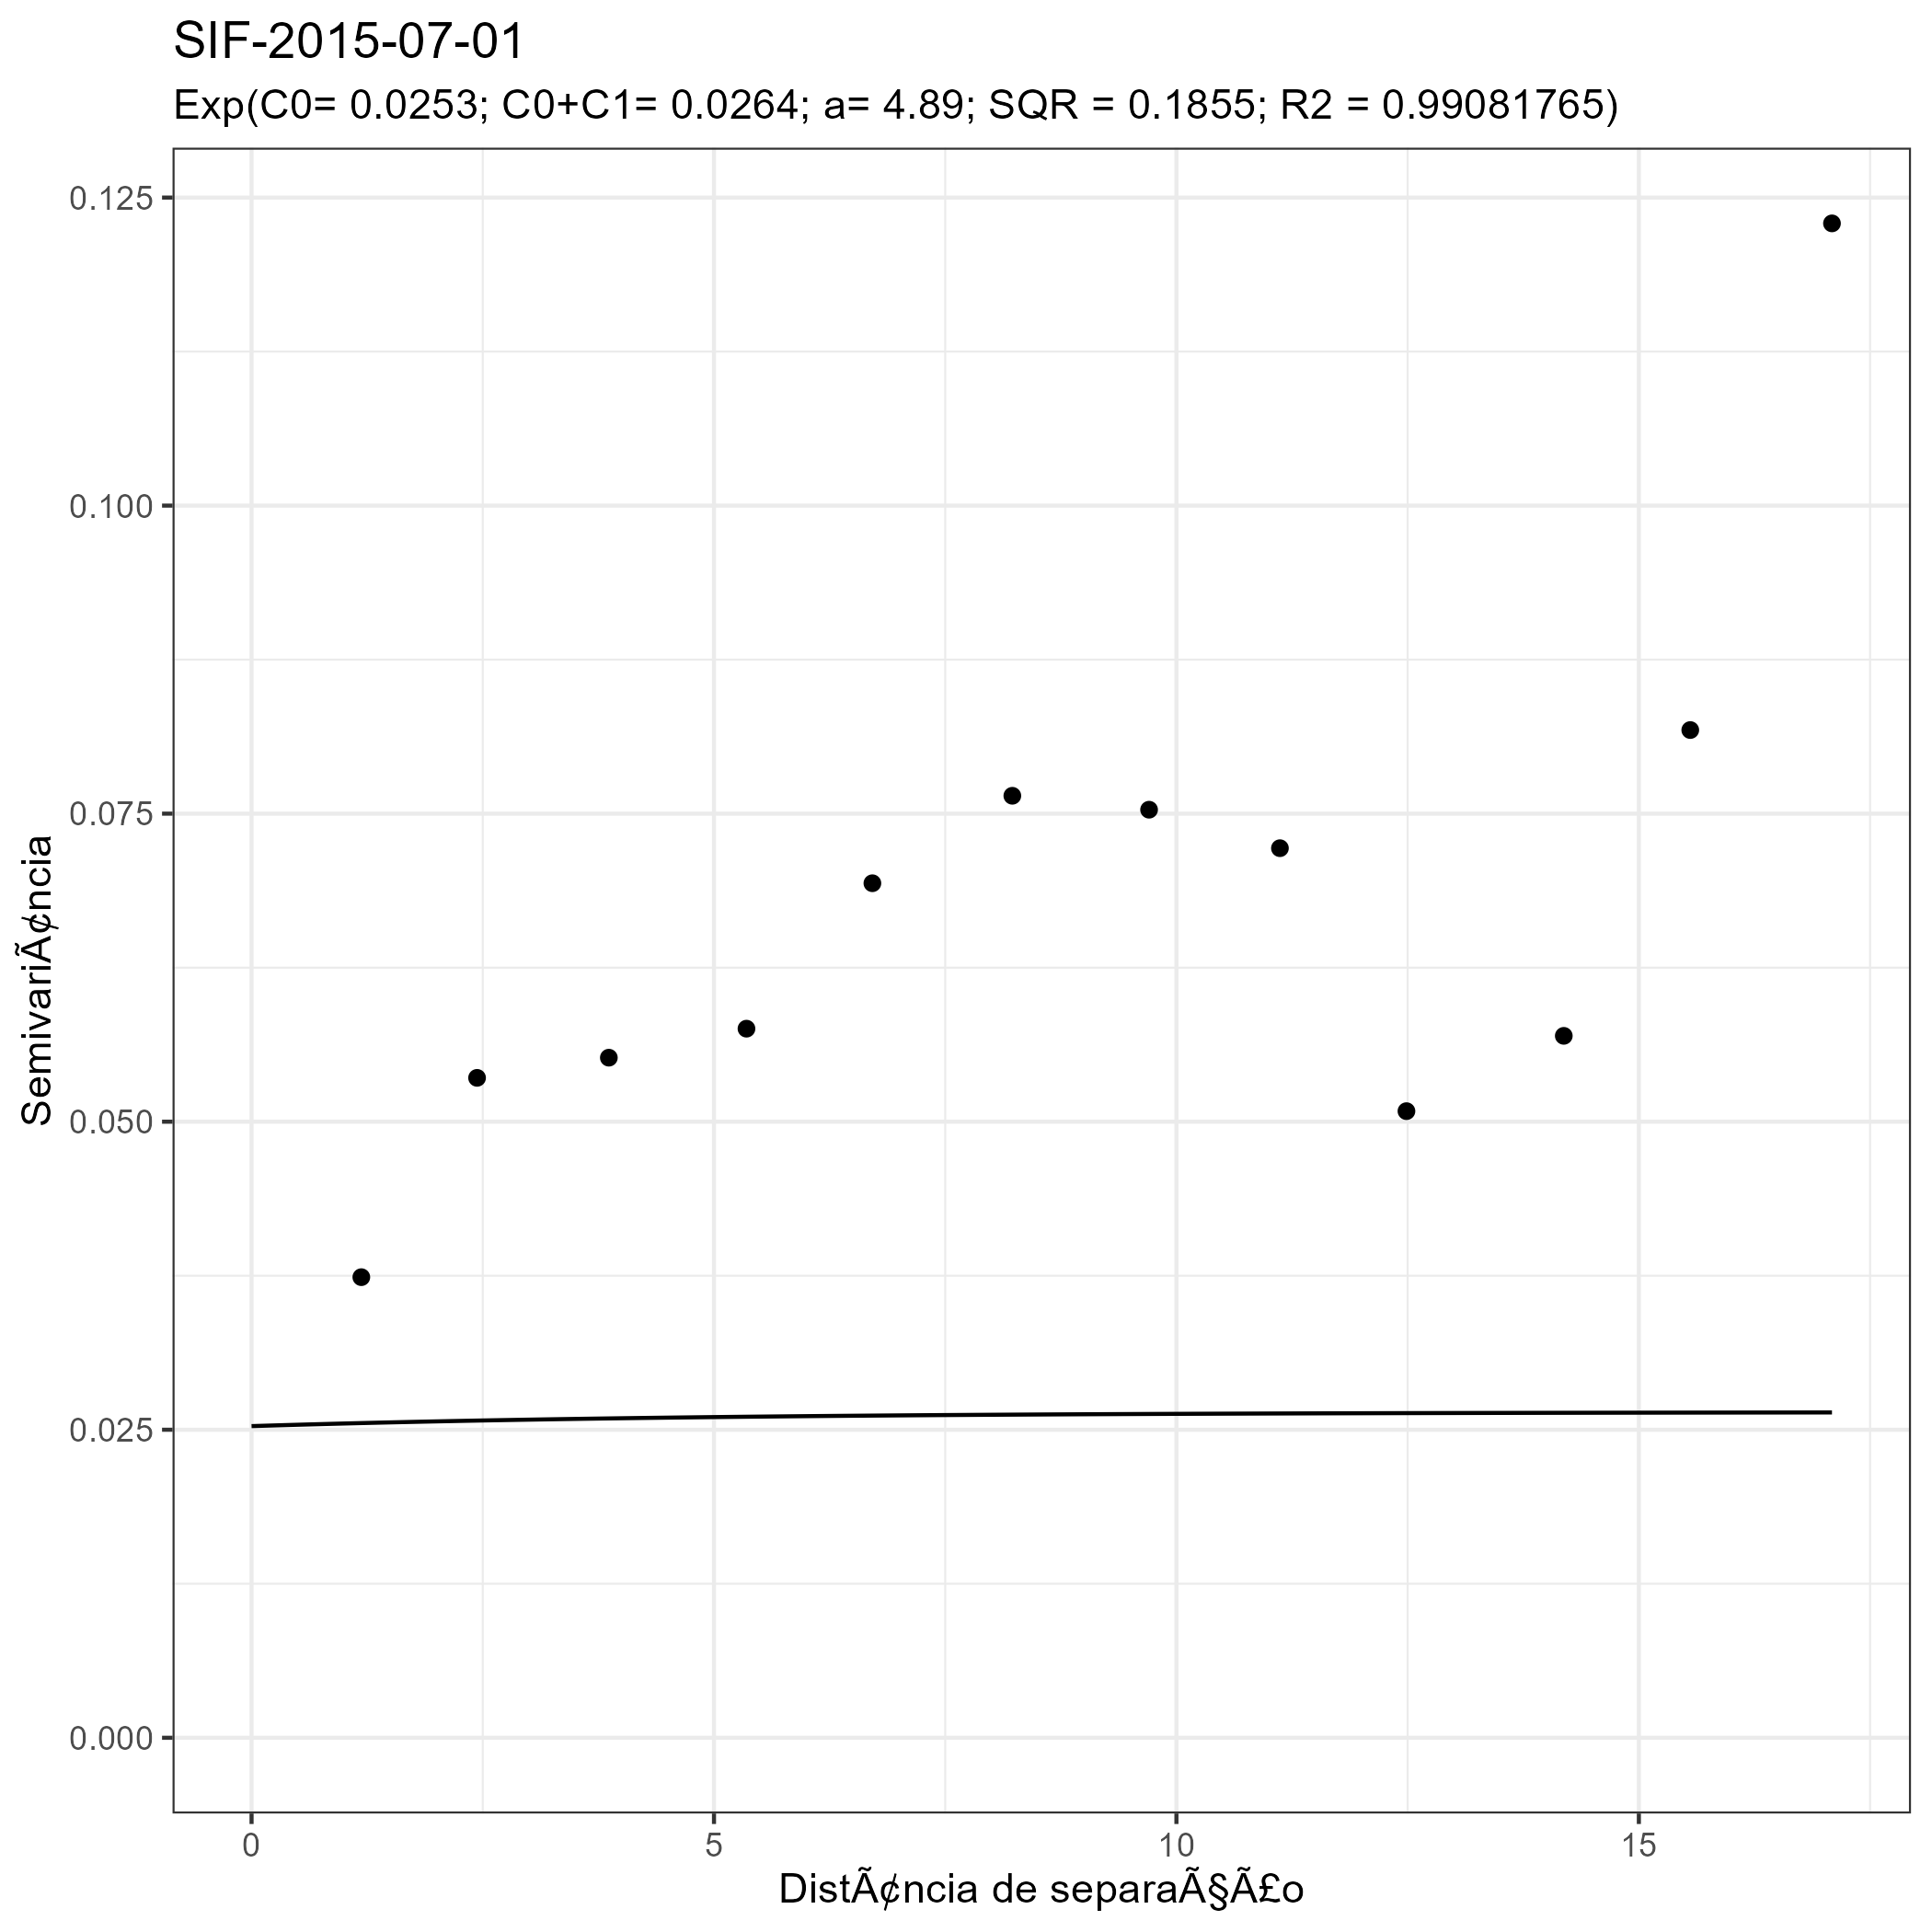 SIF-2015-07-01
Exp(C0= 0.0253; C0+C1= 0.0264; a= 4.89; SQR = 0.1855; R2 = 0.99081765)
0.125
0.100
0.075
0.050
0.025
0.000
SemivariÃ¢ncia
0
5
10
15
DistÃ¢ncia de separaÃ§Ã£o